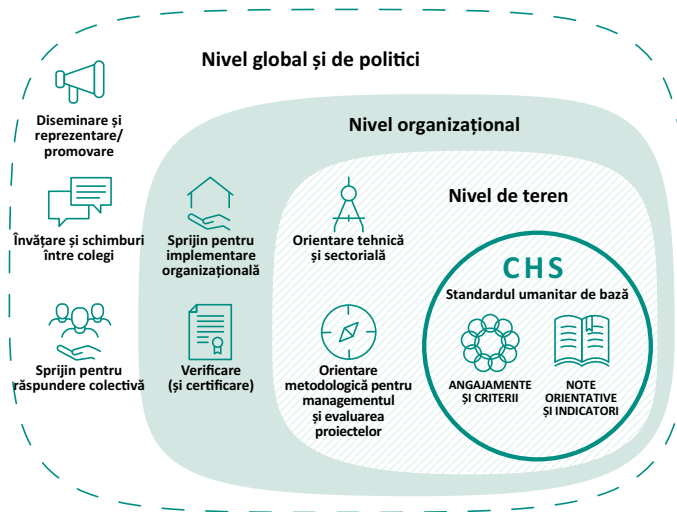 Nivel global și de politici
Diseminare și
reprezentare/
promovare
Învățare și schimburi
între colegi
Sprijin pentru
răspundere colectivă
Nivel organizațional
Sprijin pentru
implementare
organizațională
Verificare
(și certificare)
Nivel de teren
Orientare tehnică
și sectorială
Orientare
metodologică pentru
managementul
și evaluarea
proiectelor
CHS
Standardul umanitar de bază
ANGAJAMENTE
ȘI CRITERII
NOTE
ORIENTATIVE
ȘI INDICATORI